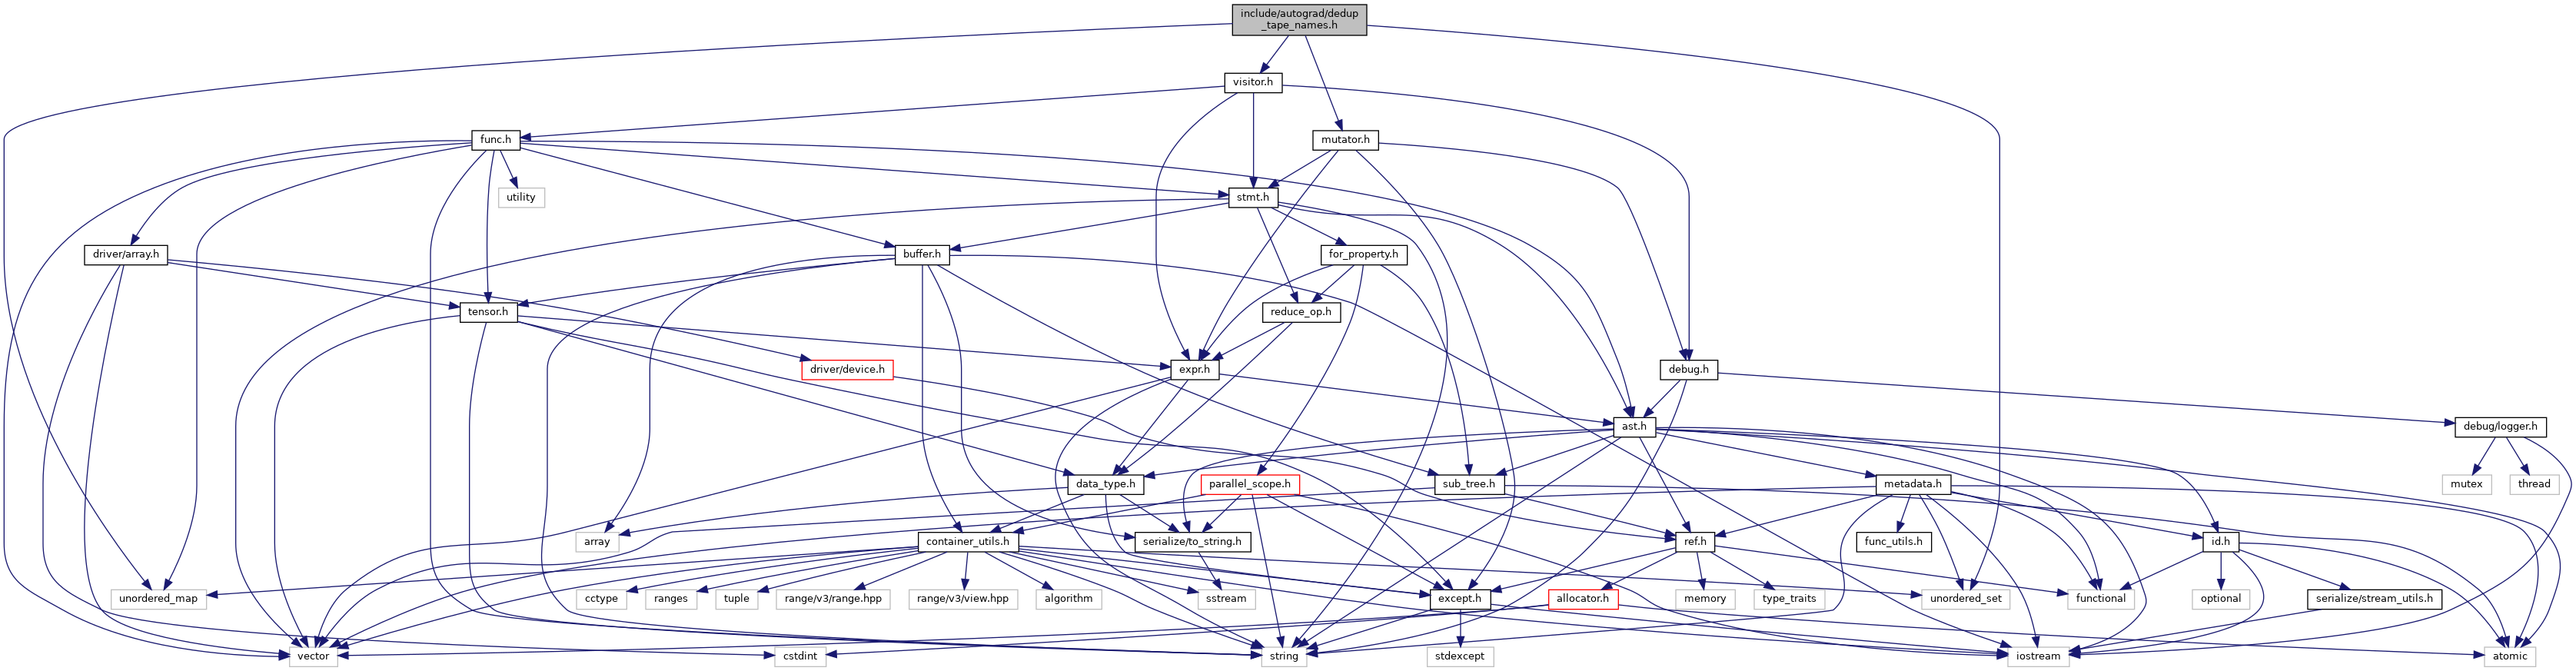 include/autograd/dedup
_tape_names.h
visitor.h
func.h
mutator.h
utility
stmt.h
driver/array.h
buffer.h
for_property.h
tensor.h
reduce_op.h
driver/device.h
expr.h
debug.h
ast.h
debug/logger.h
data_type.h
parallel_scope.h
sub_tree.h
metadata.h
mutex
thread
array
container_utils.h
serialize/to_string.h
ref.h
func_utils.h
id.h
unordered_map
cctype
ranges
tuple
range/v3/range.hpp
range/v3/view.hpp
algorithm
sstream
except.h
allocator.h
memory
type_traits
unordered_set
functional
optional
serialize/stream_utils.h
vector
cstdint
string
stdexcept
iostream
atomic